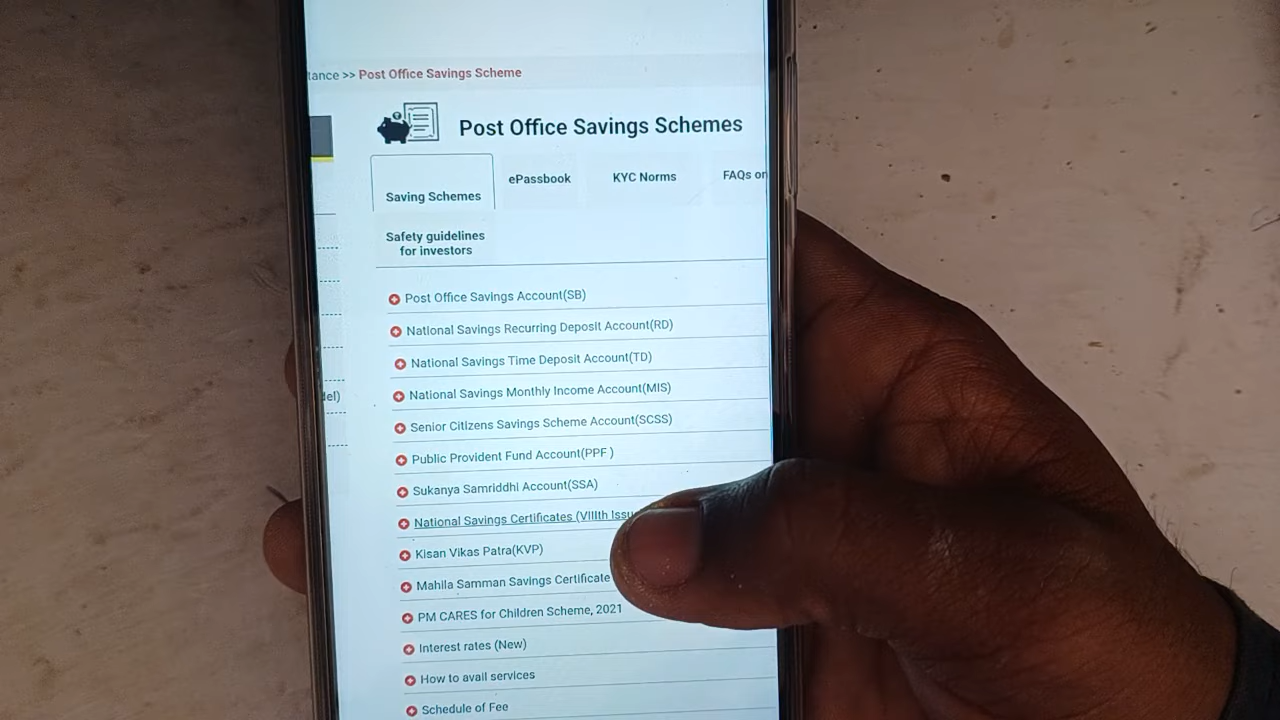 tance >> Post Office Savings Scheme
Post Office Savings Schemes
Saving Schemes
ePassbook
KYC Norms
FAQs on
Safety guidelines
for investors
Post Office Savings Account(SB)
National Savings Recurring Deposit Account(RD)
National Savings Time Deposit Account(TD)
National Savings Monthly Income Account(MIS)
del)
Senior Citizens Savings Scheme Account(SCSS)
Public Provident Fund Account(PPF )
Sukanya Samriddhi Account(SSA)
National Savings Certificates (VIIIth Issu
Kisan Vikas Patra(KVP)
Mahila Samman Savings Certificate
PM CARES for Children Scheme, 2021
Interest rates (New)
How to avail services
Schedule of Fee